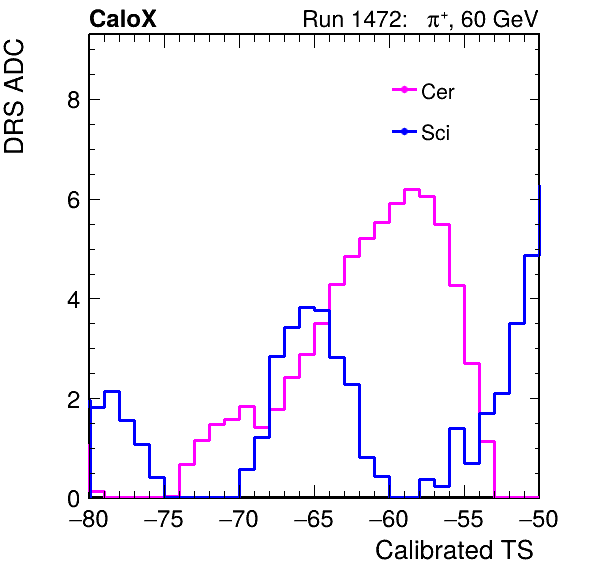 CaloX Run 1472: π⁺, 60 GeV
DRS ADC
Cer
Sci
8
6
4
2
0
−80 −75 −70 −65 −60 −55 −50
Calibrated TS